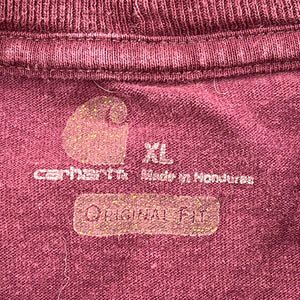 XL
carhartt Made in Honduras
ORIGINAL FIT